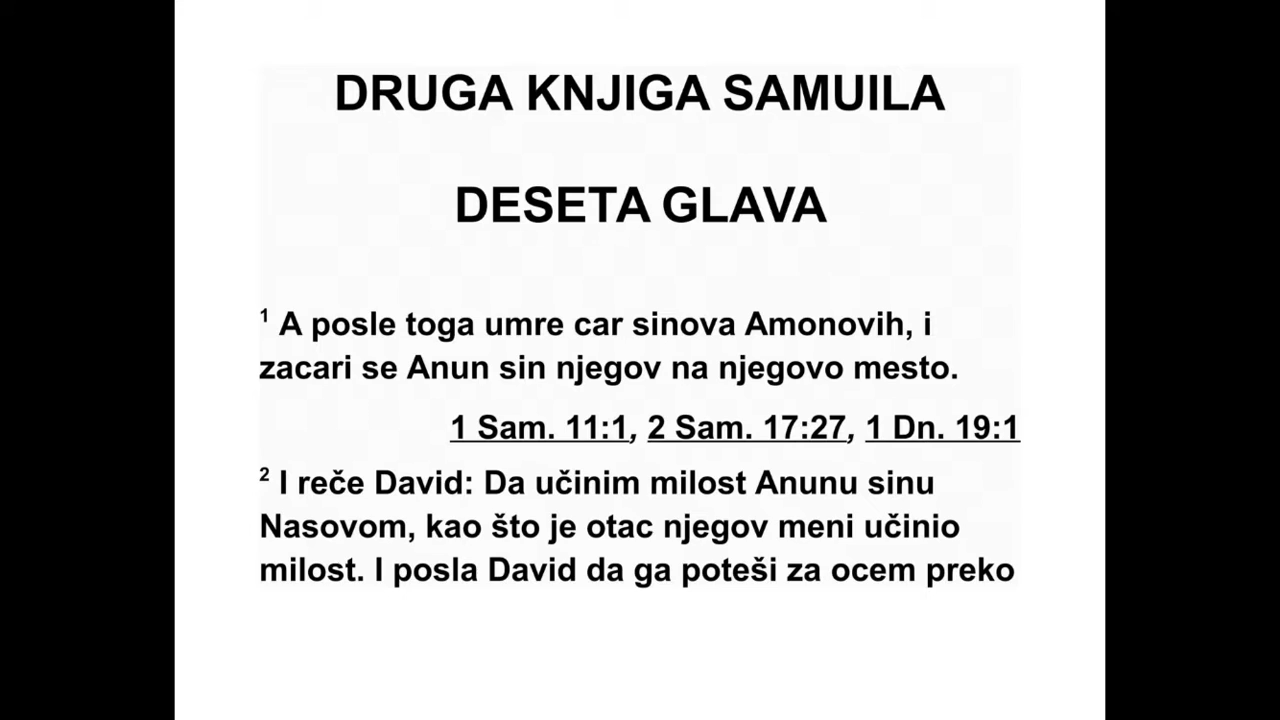 DRUGA KNJIGA SAMUILA
DESETA GLAVA
1 A posle toga umre car sinova Amonovih, i
zacari se Anun sin njegov na njegovo mesto.
1 Sam. 11:1, 2 Sam. 17:27, 1 Dn. 19:1
2 I reče David: Da učinim milost Anunu sinu
Nasovom, kao što je otac njegov meni učinio
milost. I posla David da ga poteši za ocem preko